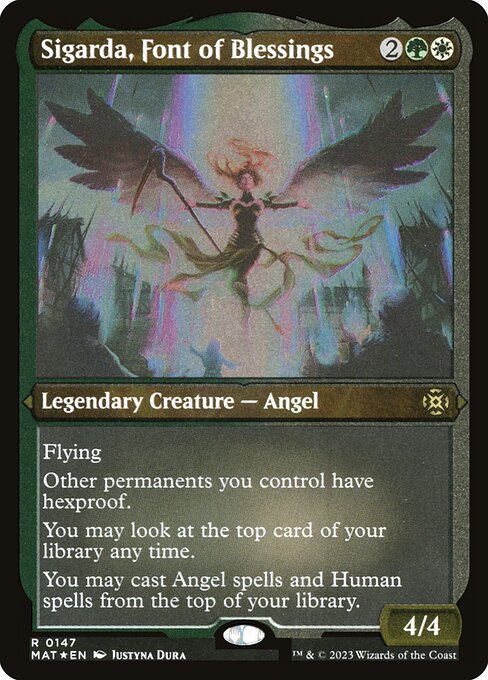 Sigarda, Font of Blessings 2
Legendary Creature — Angel
Flying
Other permanents you control have
hexproof.
You may look at the top card of your
library any time.
You may cast Angel spells and Human
spells from the top of your library.
4/4
R 0147
MAT★EN Justyna Dura ™ & © 2023 Wizards of the Coast